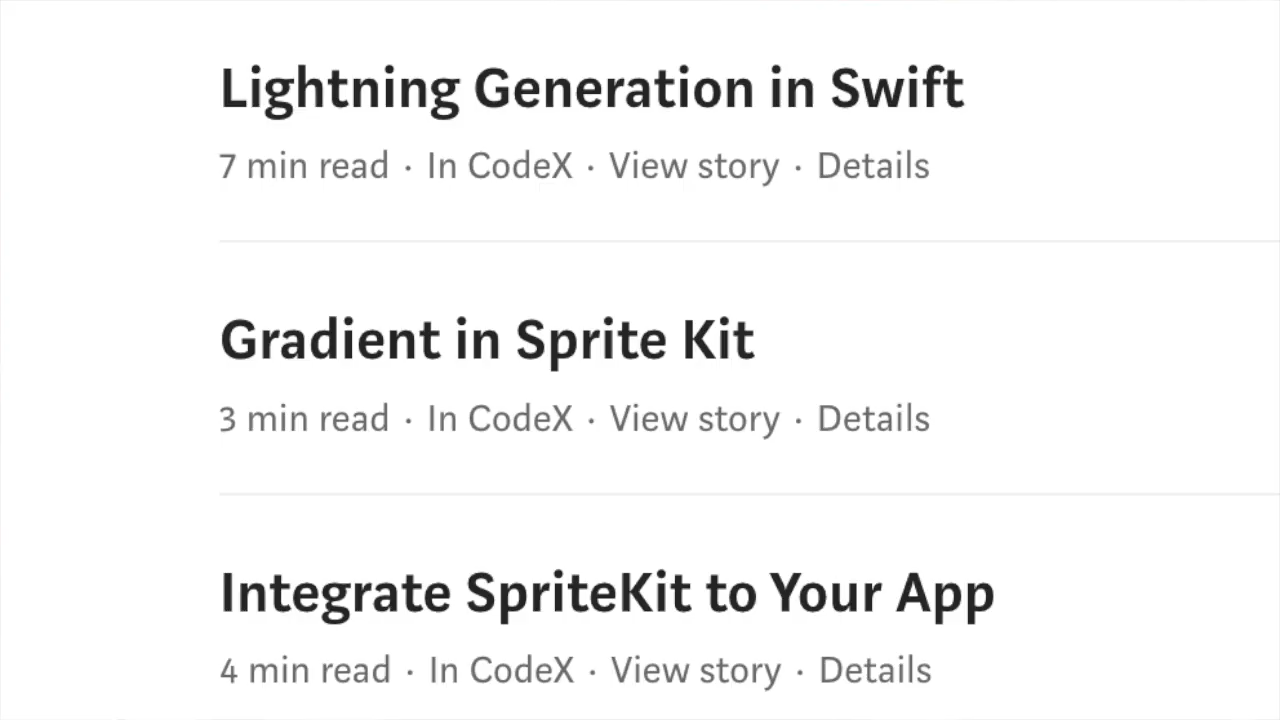 Lightning Generation in Swift
7 min read · In CodeX · View story · Details
Gradient in Sprite Kit
3 min read · In CodeX · View story · Details
Integrate SpriteKit to Your App
4 min read · In CodeX · View story · Details